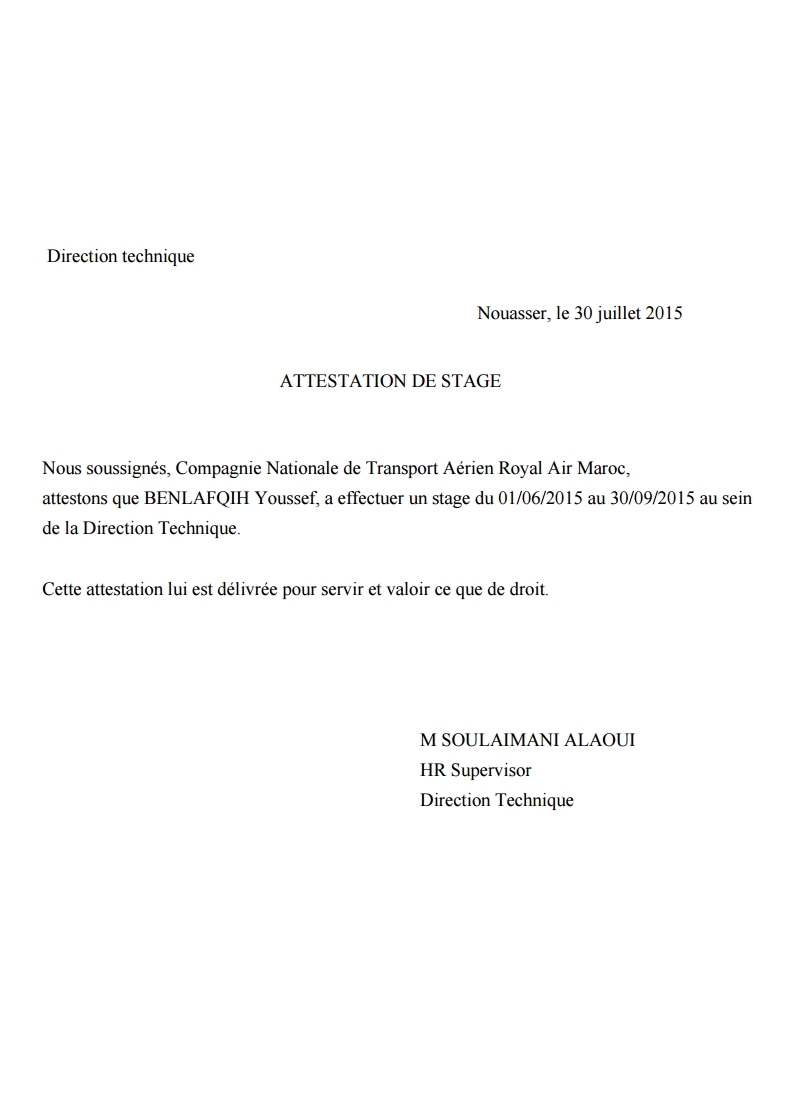 Direction technique
Nouasser, le 30 juillet 2015
ATTESTATION DE STAGE
Nous soussignés, Compagnie Nationale de Transport Aérien Royal Air Maroc,
attestons que BENLAFQIH Youssef, a effectuer un stage du 01/06/2015 au 30/09/2015 au sein
de la Direction Technique.
Cette attestation lui est délivrée pour servir et valoir ce que de droit.
M SOULAIMANI ALAOUI
HR Supervisor
Direction Technique